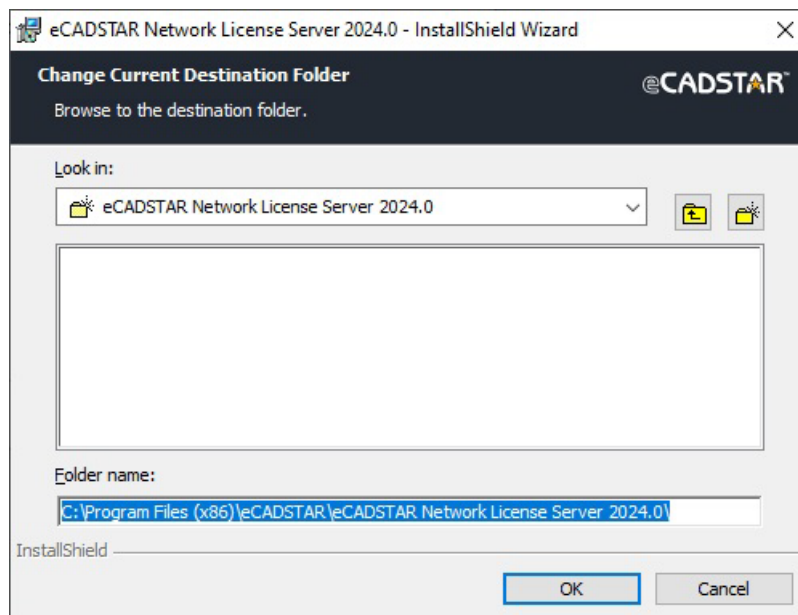 eCADSTAR Network License Server 2024.0 - InstallShield Wizard
Change Current Destination Folder
eCADSTAR™
Browse to the destination folder.
Look in:
eCADSTAR Network License Server 2024.0
Folder name:
C:\Program Files (x86)\eCADSTAR\eCADSTAR Network License Server 2024.0\
InstallShield
OK
Cancel